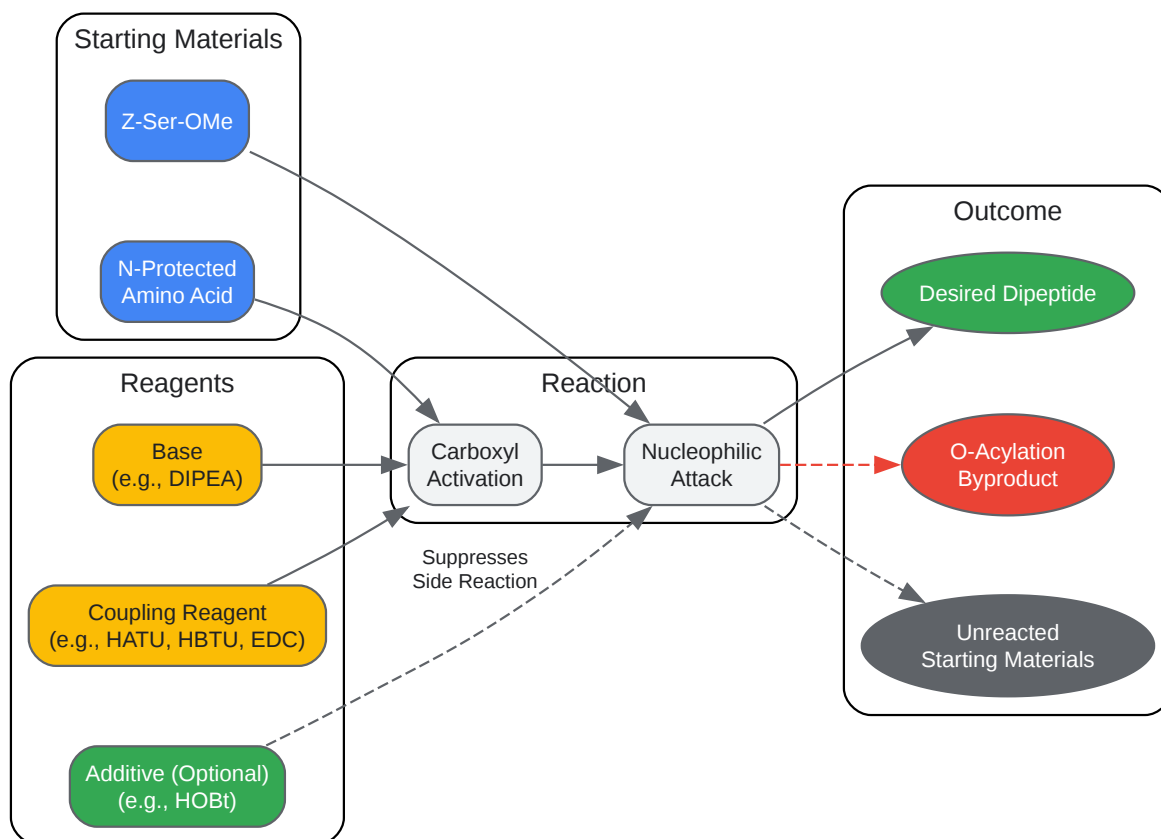 Starting Materials
Z-Ser-OMe
N-Protected
Amino Acid
Reagents
Base
(e.g., DIPEA)
Coupling Reagent
(e.g., HATU, HBTU, EDC)
Additive (Optional)
(e.g., HOBt)
Reaction
Carboxyl
Activation
Nucleophilic
Attack
Suppresses
Side Reaction
Outcome
Desired Dipeptide
O-Acylation
Byproduct
Unreacted
Starting Materials